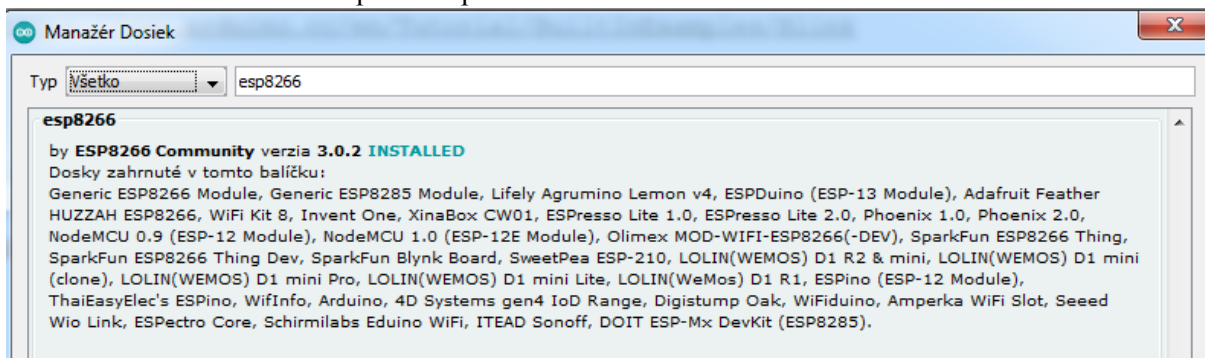 Manažér Dosiek
Typ Všetko esp8266
esp8266
by ESP8266 Community verzia 3.0.2 INSTALLED
Dosky zahrnuté v tomto balíčku:
Generic ESP8266 Module, Generic ESP8285 Module, Lifely Agrumino Lemon v4, ESPDuino (ESP-13 Module), Adafruit Feather
HUZZAH ESP8266, WiFi Kit 8, Invent One, XinaBox CW01, ESPresso Lite 1.0, ESPresso Lite 2.0, Phoenix 1.0, Phoenix 2.0,
NodeMCU 0.9 (ESP-12 Module), NodeMCU 1.0 (ESP-12E Module), Olimex MOD-WIFI-ESP8266(-DEV), SparkFun ESP8266 Thing,
SparkFun ESP8266 Thing Dev, SparkFun Blynk Board, SweetPea ESP-210, LOLIN(WEMOS) D1 R2 & mini, LOLIN(WEMOS) D1 mini
(clone), LOLIN(WEMOS) D1 mini Pro, LOLIN(WEMOS) D1 mini Lite, LOLIN(WeMos) D1 R1, ESPino (ESP-12 Module),
ThaiEasyElec's ESPino, WifInfo, Arduino, 4D Systems gen4 IoD Range, Digistump Oak, WiFiduino, Amperka WiFi Slot, Seeed
Wio Link, ESPectro Core, Schirmilabs Eduino WiFi, ITEAD Sonoff, DOIT ESP-Mx DevKit (ESP8285).